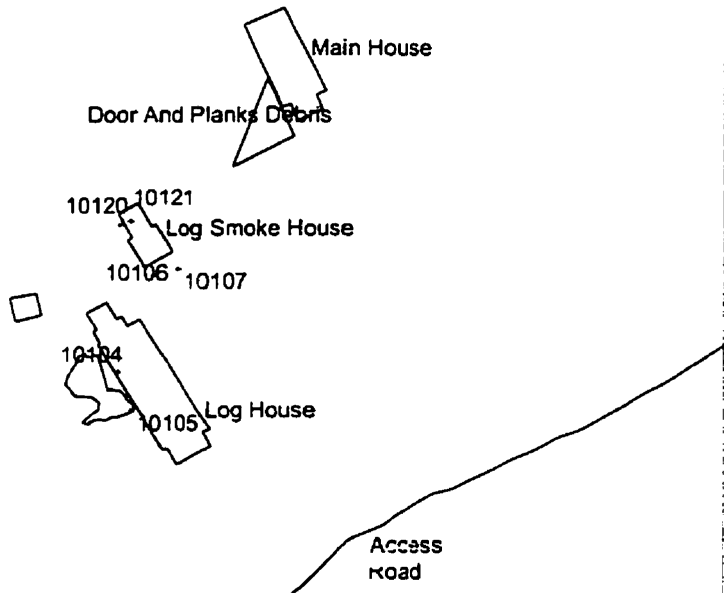 Main House
Door And Planks Debris
10120 10121
Log Smoke House
10106 10107
10104
Log House
10105
Access
Road